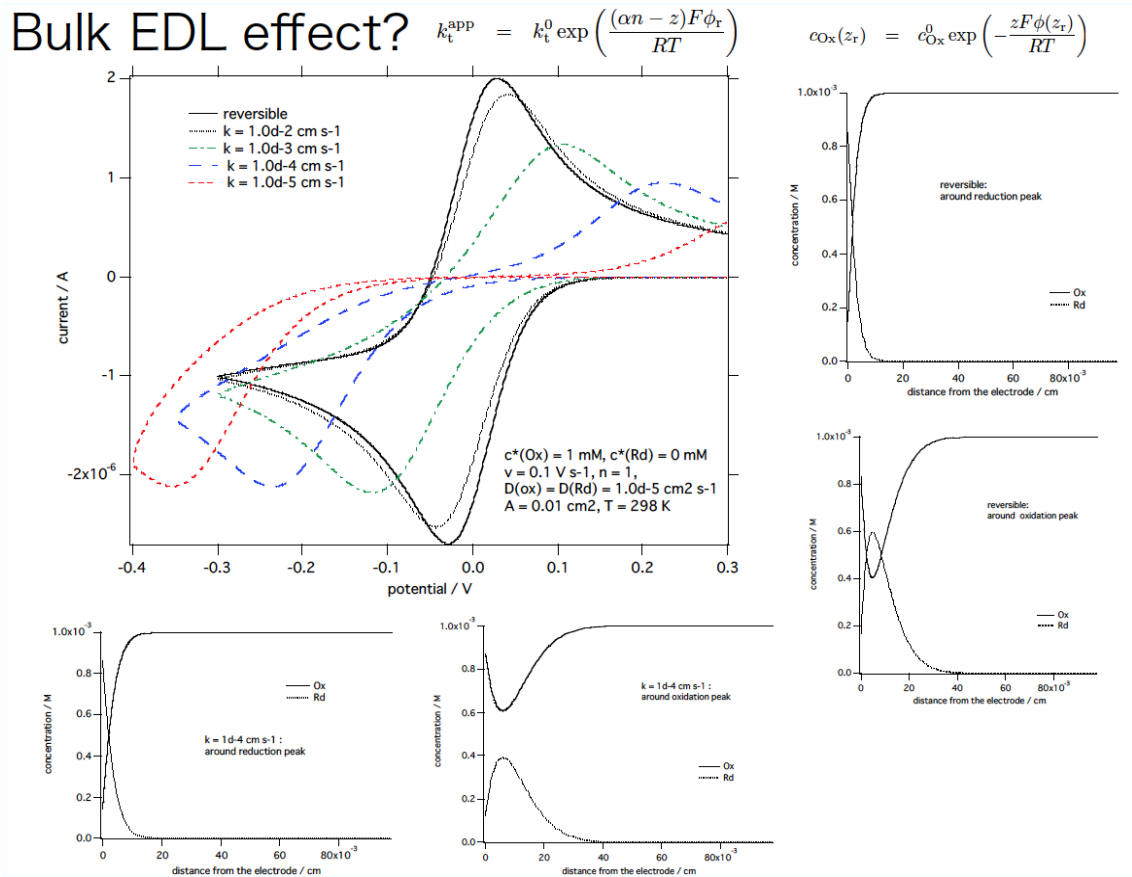 Bulk EDL effect?
k_t^app = k_t^0 exp( (αn − z)Fϕ_r / RT )
c_Ox(z_r) = c_Ox^0 exp( − zFϕ(z_r) / RT )
2
1
0
-1
-2x10^-6
current / A
reversible
k = 1.0d-2 cm s-1
k = 1.0d-3 cm s-1
k = 1.0d-4 cm s-1
k = 1.0d-5 cm s-1
c*(Ox) = 1 mM, c*(Rd) = 0 mM
v = 0.1 V s-1, n = 1,
D(ox) = D(Rd) = 1.0d-5 cm2 s-1
A = 0.01 cm2, T = 298 K
-0.4 -0.3 -0.2 -0.1 0.0 0.1 0.2 0.3
potential / V
1.0x10^-3
0.8
0.6
0.4
0.2
0.0
concentration / M
reversible:
around reduction peak
Ox
Rd
0 20 40 60 80x10^-3
distance from the electrode / cm
1.0x10^-3
0.8
0.6
0.4
0.2
0.0
concentration / M
reversible:
around oxidation peak
Ox
Rd
0 20 40 60 80x10^-3
distance from the electrode / cm
1.0x10^-3
0.8
0.6
0.4
0.2
0.0
concentration / M
Ox
Rd
k = 1d-4 cm s-1 :
around reduction peak
0 20 40 60 80x10^-3
distance from the electrode / cm
1.0x10^-3
0.8
0.6
0.4
0.2
0.0
concentration / M
k = 1d-4 cm s-1 :
around oxidation peak
Ox
Rd
0 20 40 60 80x10^-3
distance from the electrode / cm